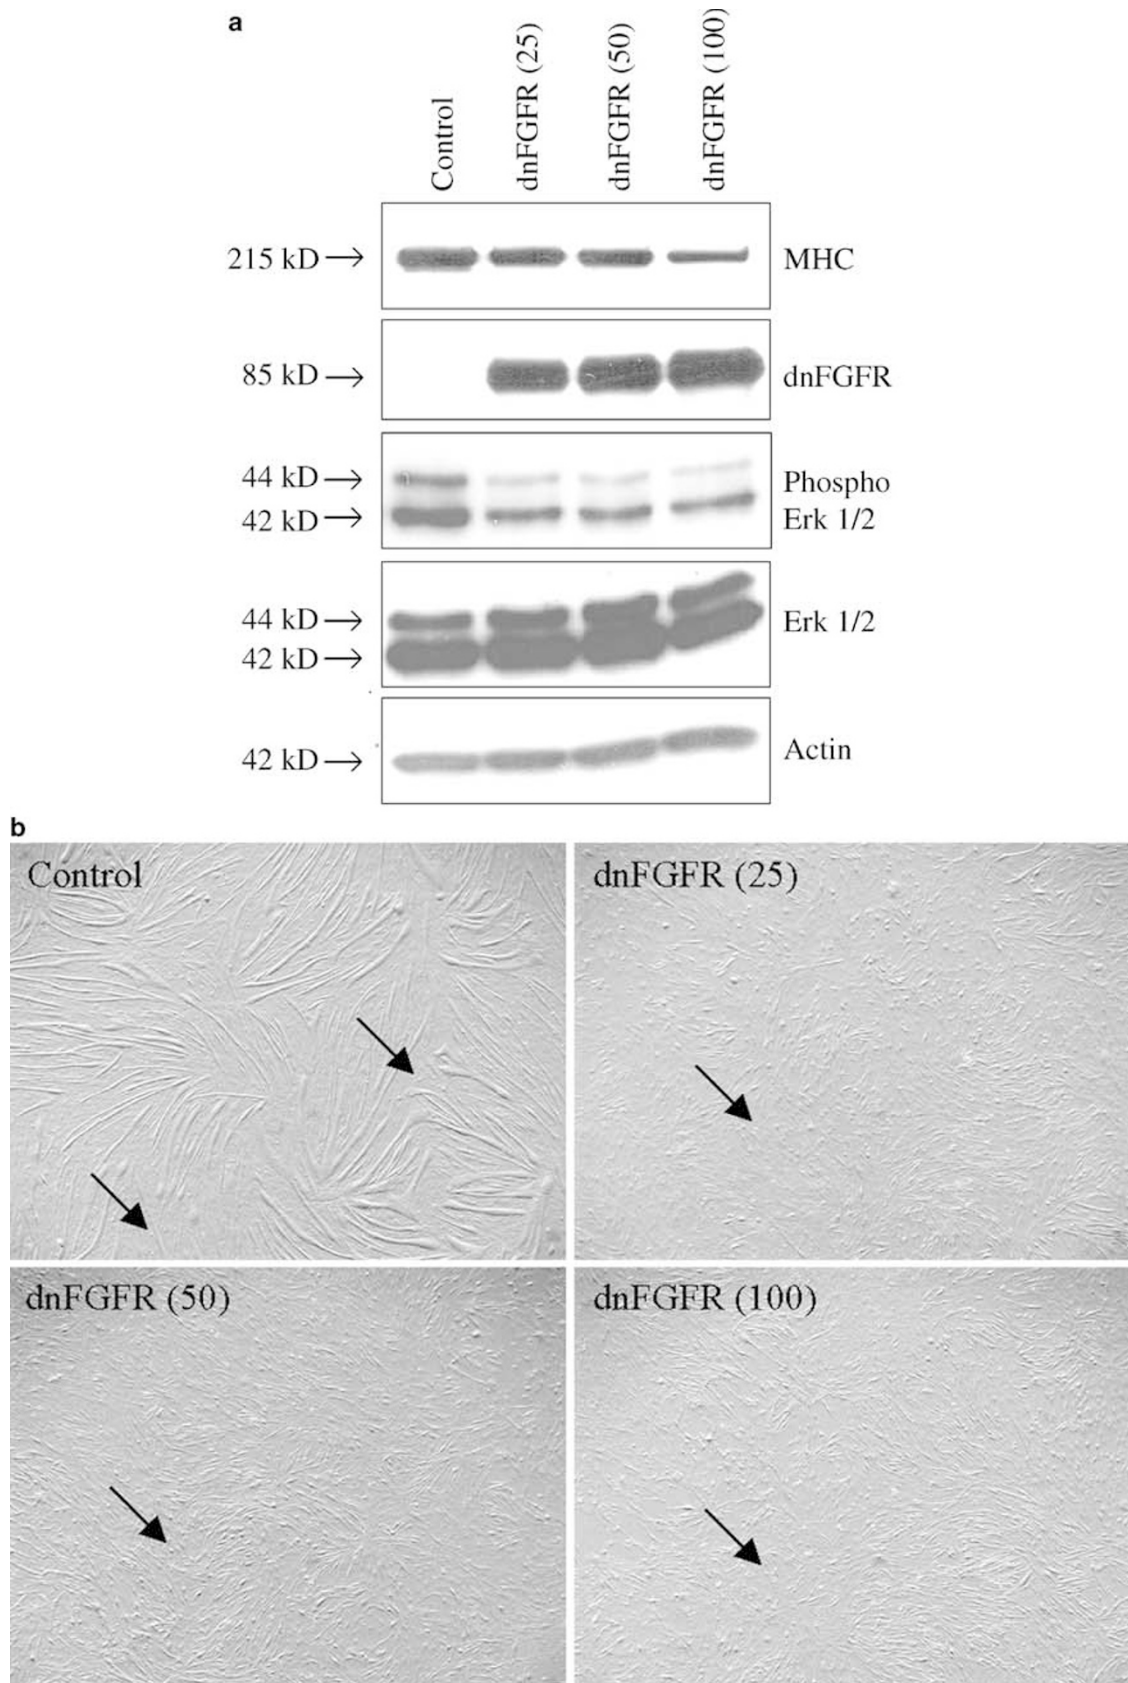 a
Control
dnFGFR (25)
dnFGFR (50)
dnFGFR (100)
215 kD → MHC
85 kD → dnFGFR
44 kD → Phospho
42 kD → Erk 1/2
44 kD → Erk 1/2
42 kD →
42 kD → Actin
b
Control
dnFGFR (25)
dnFGFR (50)
dnFGFR (100)